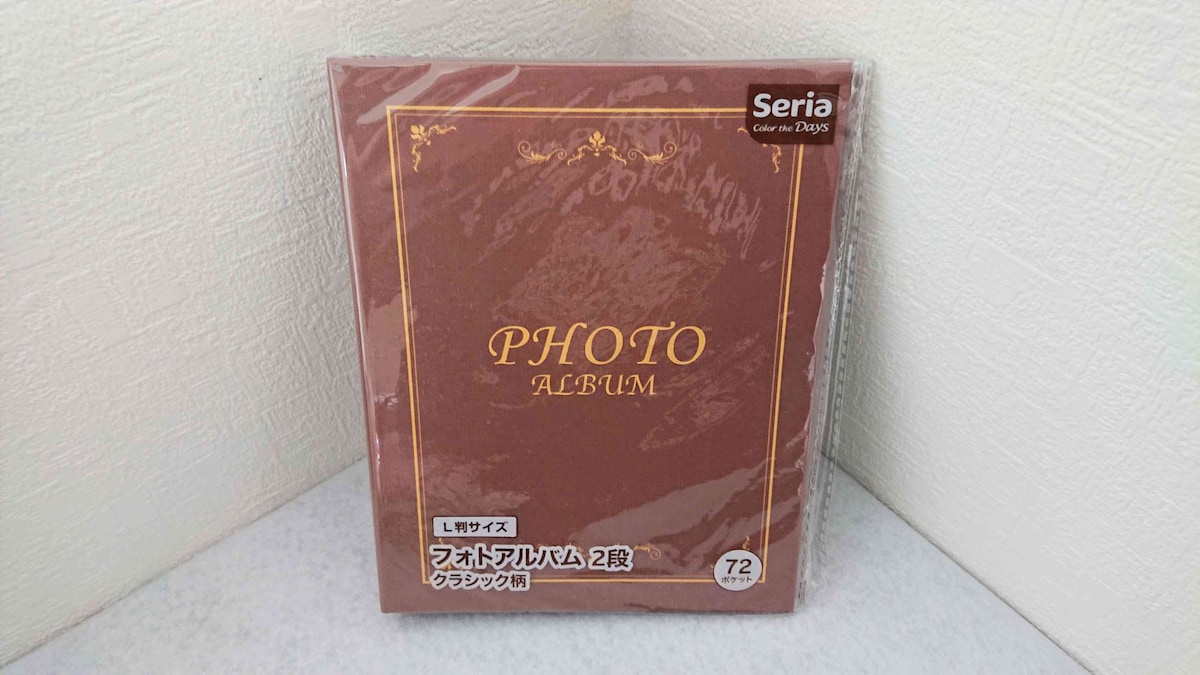 Seria
Color the Days
PHOTO
ALBUM
L判サイズ
フォトアルバム 2段
クラシック柄
72
ポケット